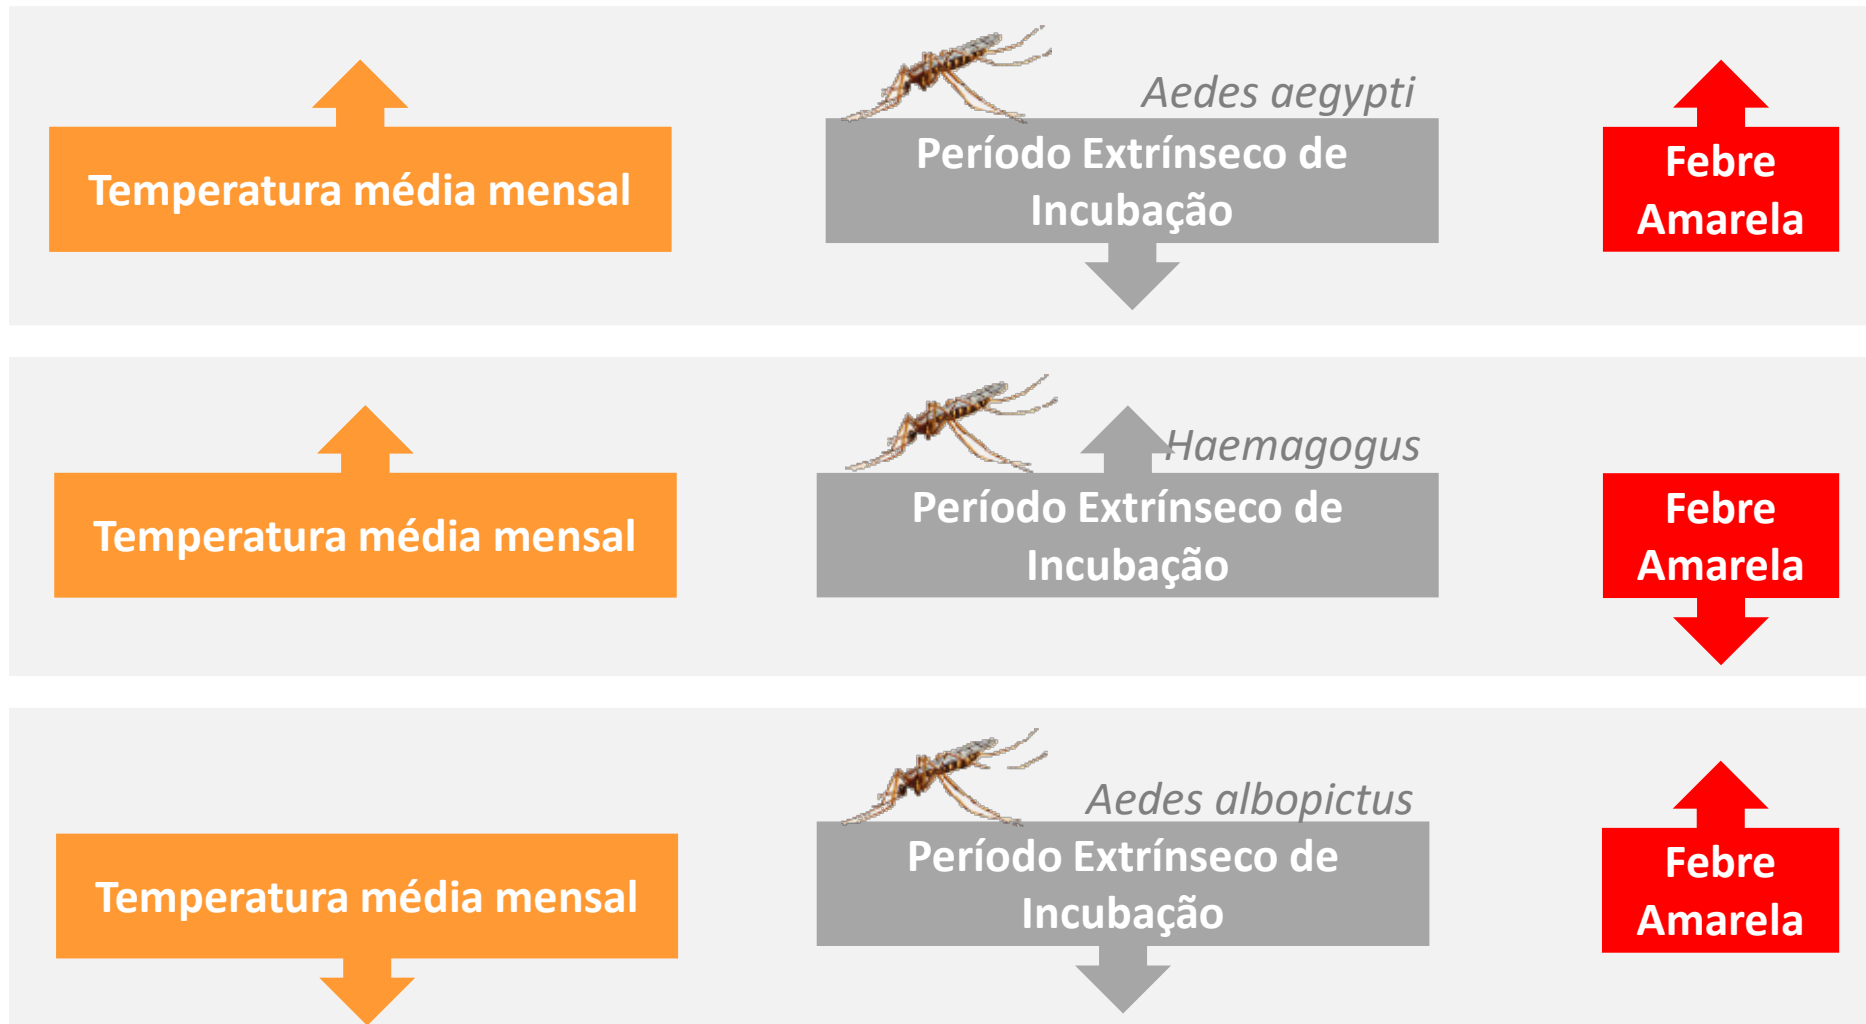 Aedes aegypti
Temperatura média mensal
Período Extrínseco de
Incubação
Febre
Amarela
Haemagogus
Temperatura média mensal
Período Extrínseco de
Incubação
Febre
Amarela
Aedes albopictus
Temperatura média mensal
Período Extrínseco de
Incubação
Febre
Amarela